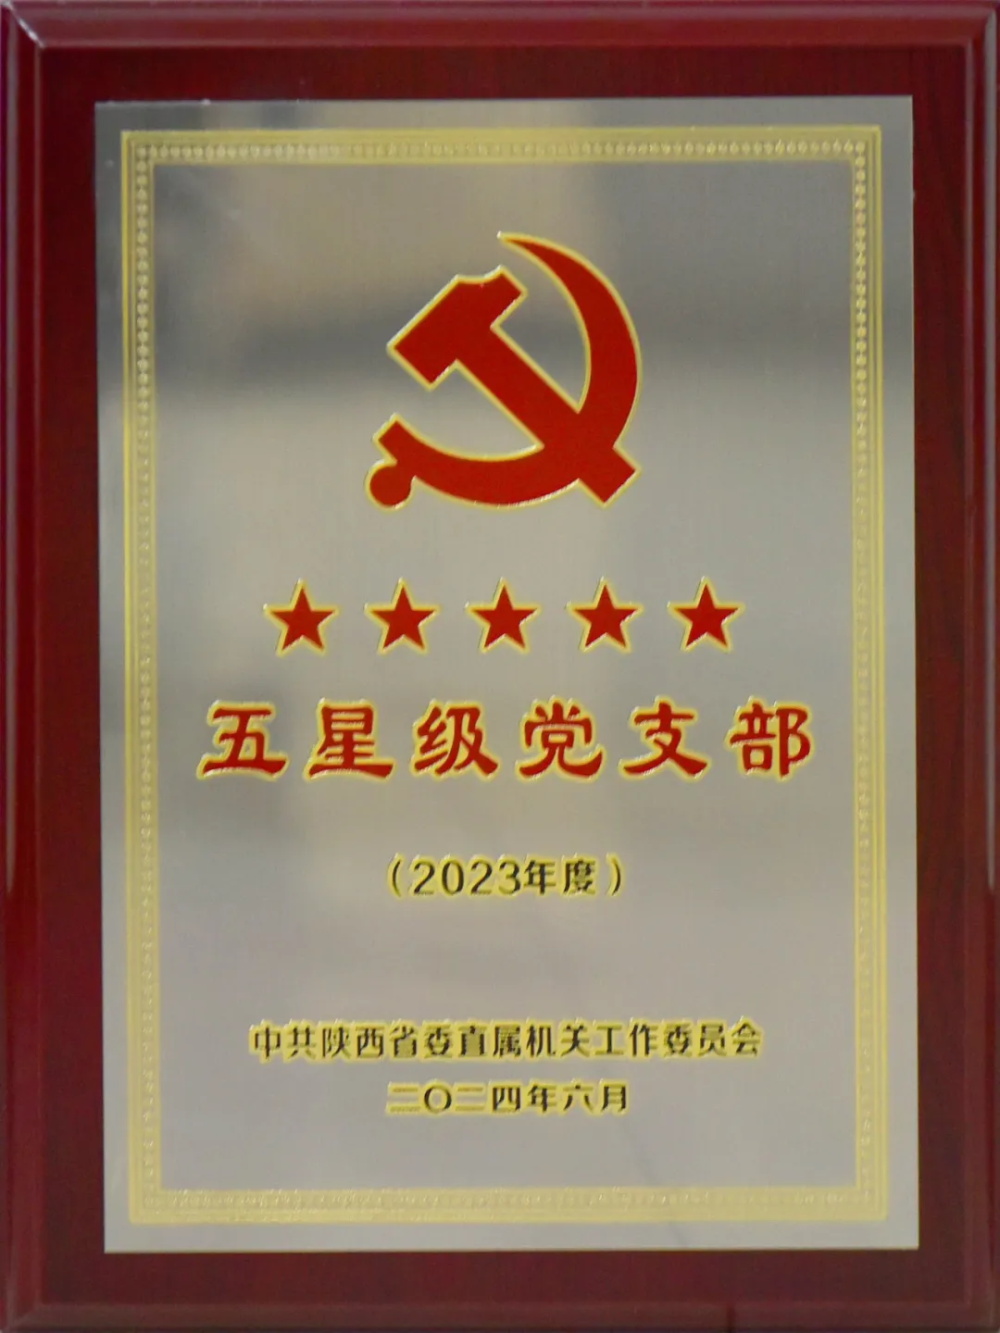 五星级党支部
（2023年度）
中共陕西省委直属机关工作委员会
二〇二四年六月